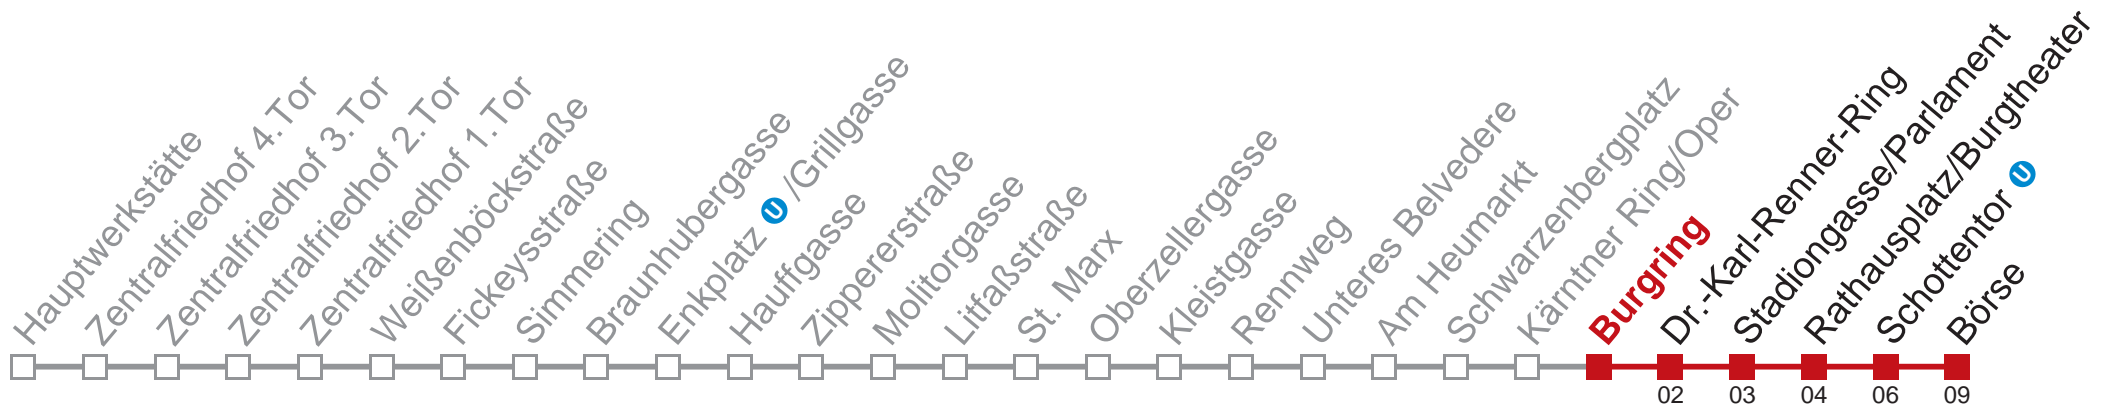 Hauptwerkstätte
Zentralfriedhof 4.Tor
Zentralfriedhof 3.Tor
Zentralfriedhof 2.Tor
Zentralfriedhof 1.Tor
Weißenböckstraße
Fickeysstraße
Simmering
Braunhubergasse
Enkplatz U /Grillgasse
Hauffgasse
Zippererstraße
Molitorgasse
Litfaßstraße
St. Marx
Oberzellergasse
Kleistgasse
Rennweg
Unteres Belvedere
Am Heumarkt
Schwarzenbergplatz
Kärntner Ring/Oper
Burgring
Dr.-Karl-Renner-Ring
Stadiongasse/Parlament
Rathausplatz/Burgtheater
Schottentor U
Börse
02 03 04 06 09